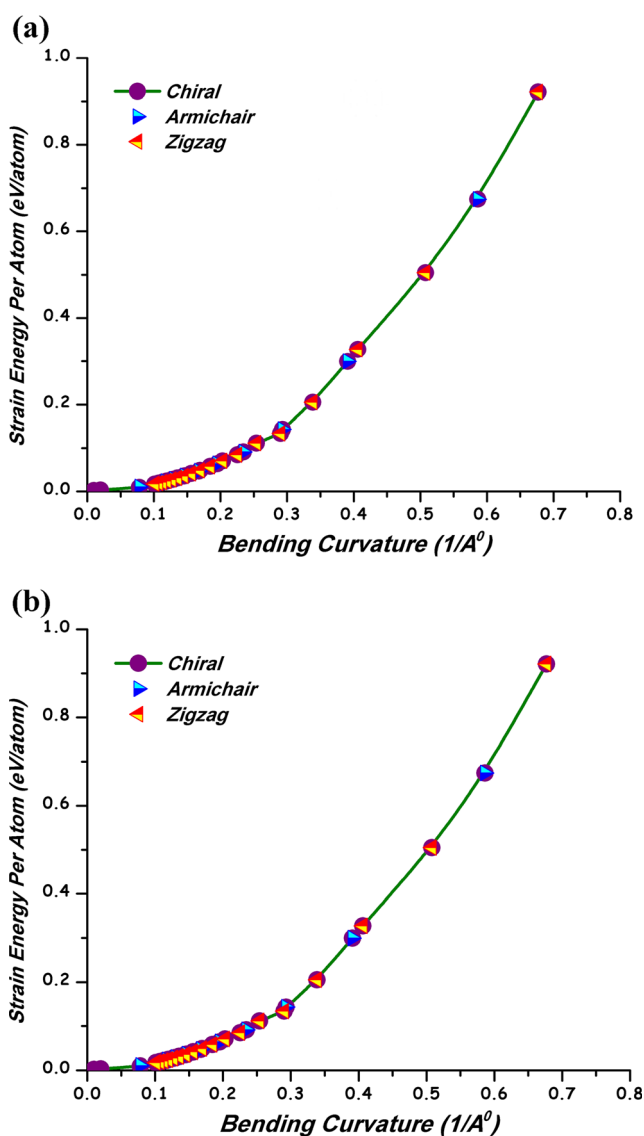 (a)
1.0
0.8
0.6
0.4
0.2
0.0
Strain Energy Per Atom (eV/atom)
Chiral
Armichair
Zigzag
0.0 0.1 0.2 0.3 0.4 0.5 0.6 0.7 0.8
Bending Curvature (1/A⁰)
(b)
1.0
0.8
0.6
0.4
0.2
0.0
Strain Energy Per Atom (eV/atom)
Chiral
Armichair
Zigzag
0.0 0.1 0.2 0.3 0.4 0.5 0.6 0.7 0.8
Bending Curvature (1/A⁰)